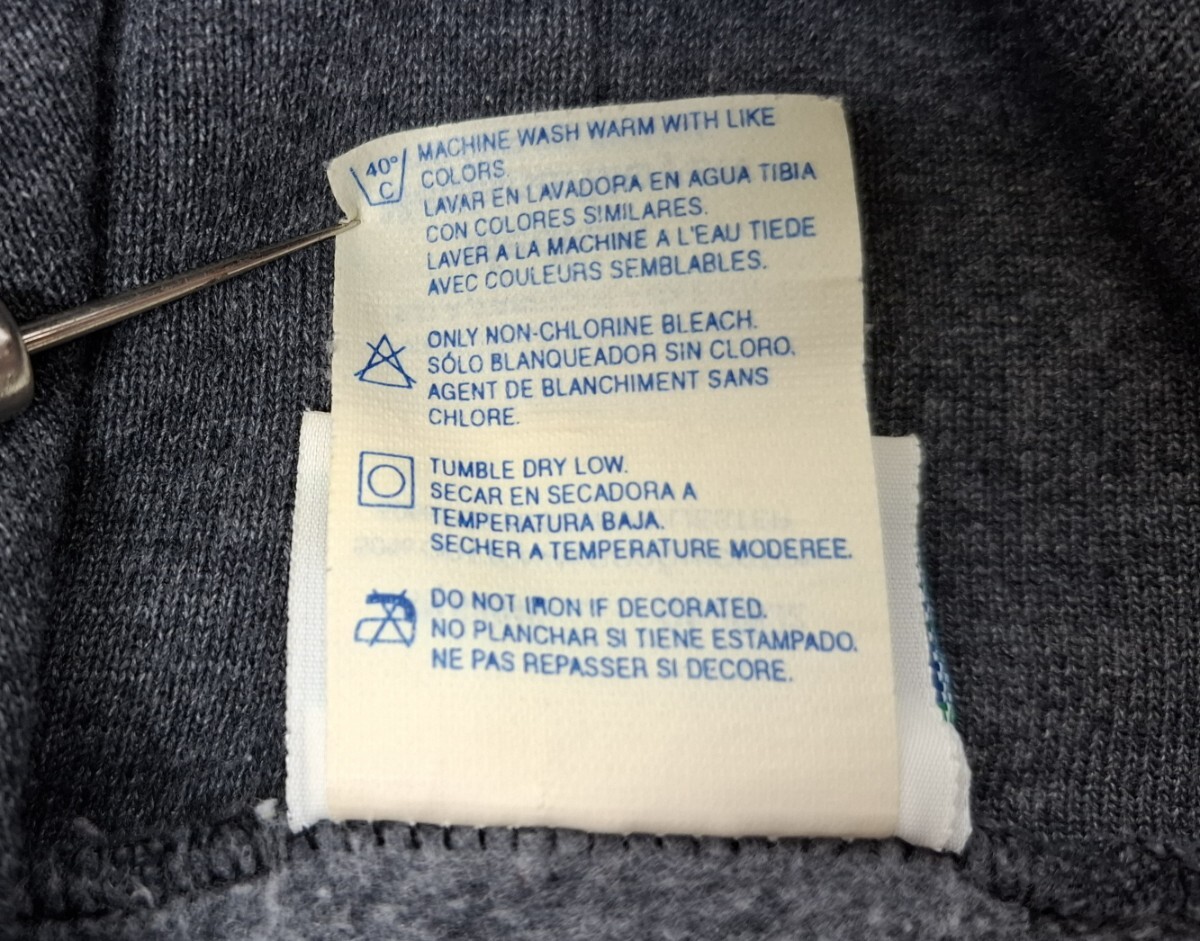 40°
C
MACHINE WASH WARM WITH LIKE
COLORS.
LAVAR EN LAVADORA EN AGUA TIBIA
CON COLORES SIMILARES.
LAVER A LA MACHINE A L'EAU TIEDE
AVEC COULEURS SEMBLABLES.
ONLY NON-CHLORINE BLEACH.
SÓLO BLANQUEADOR SIN CLORO.
AGENT DE BLANCHIMENT SANS
CHLORE.
TUMBLE DRY LOW.
SECAR EN SECADORA A
TEMPERATURA BAJA.
SECHER A TEMPERATURE MODEREE.
DO NOT IRON IF DECORATED.
NO PLANCHAR SI TIENE ESTAMPADO.
NE PAS REPASSER SI DECORE.